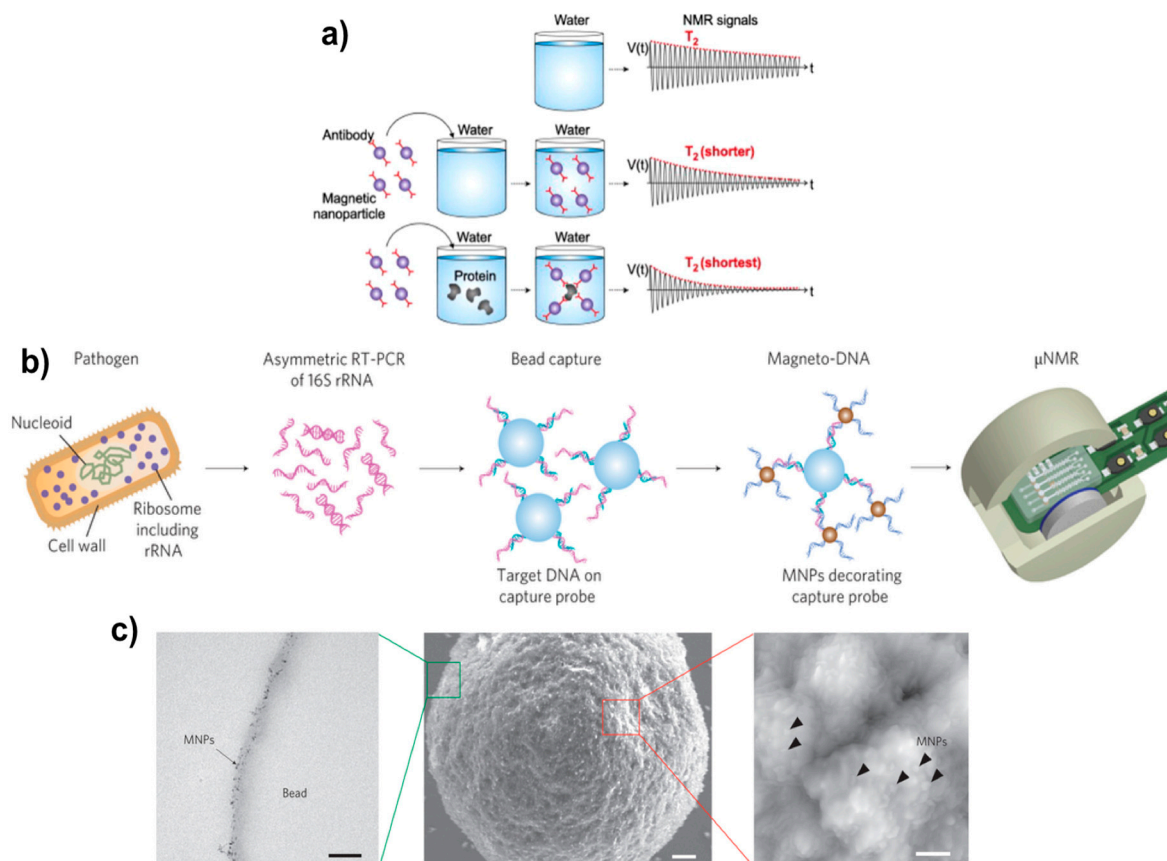 a)
Water
NMR signals
V(t)
T2
t
Antibody
Magnetic
nanoparticle
Water
Water
V(t)
T2 (shorter)
t
Water
Protein
Water
V(t)
T2 (shortest)
t
b)
Pathogen
Nucleoid
Cell wall
Ribosome
including
rRNA
Asymmetric RT-PCR
of 16S rRNA
Bead capture
Target DNA on
capture probe
Magneto-DNA
MNPs decorating
capture probe
μNMR
c)
MNPs
Bead
MNPs